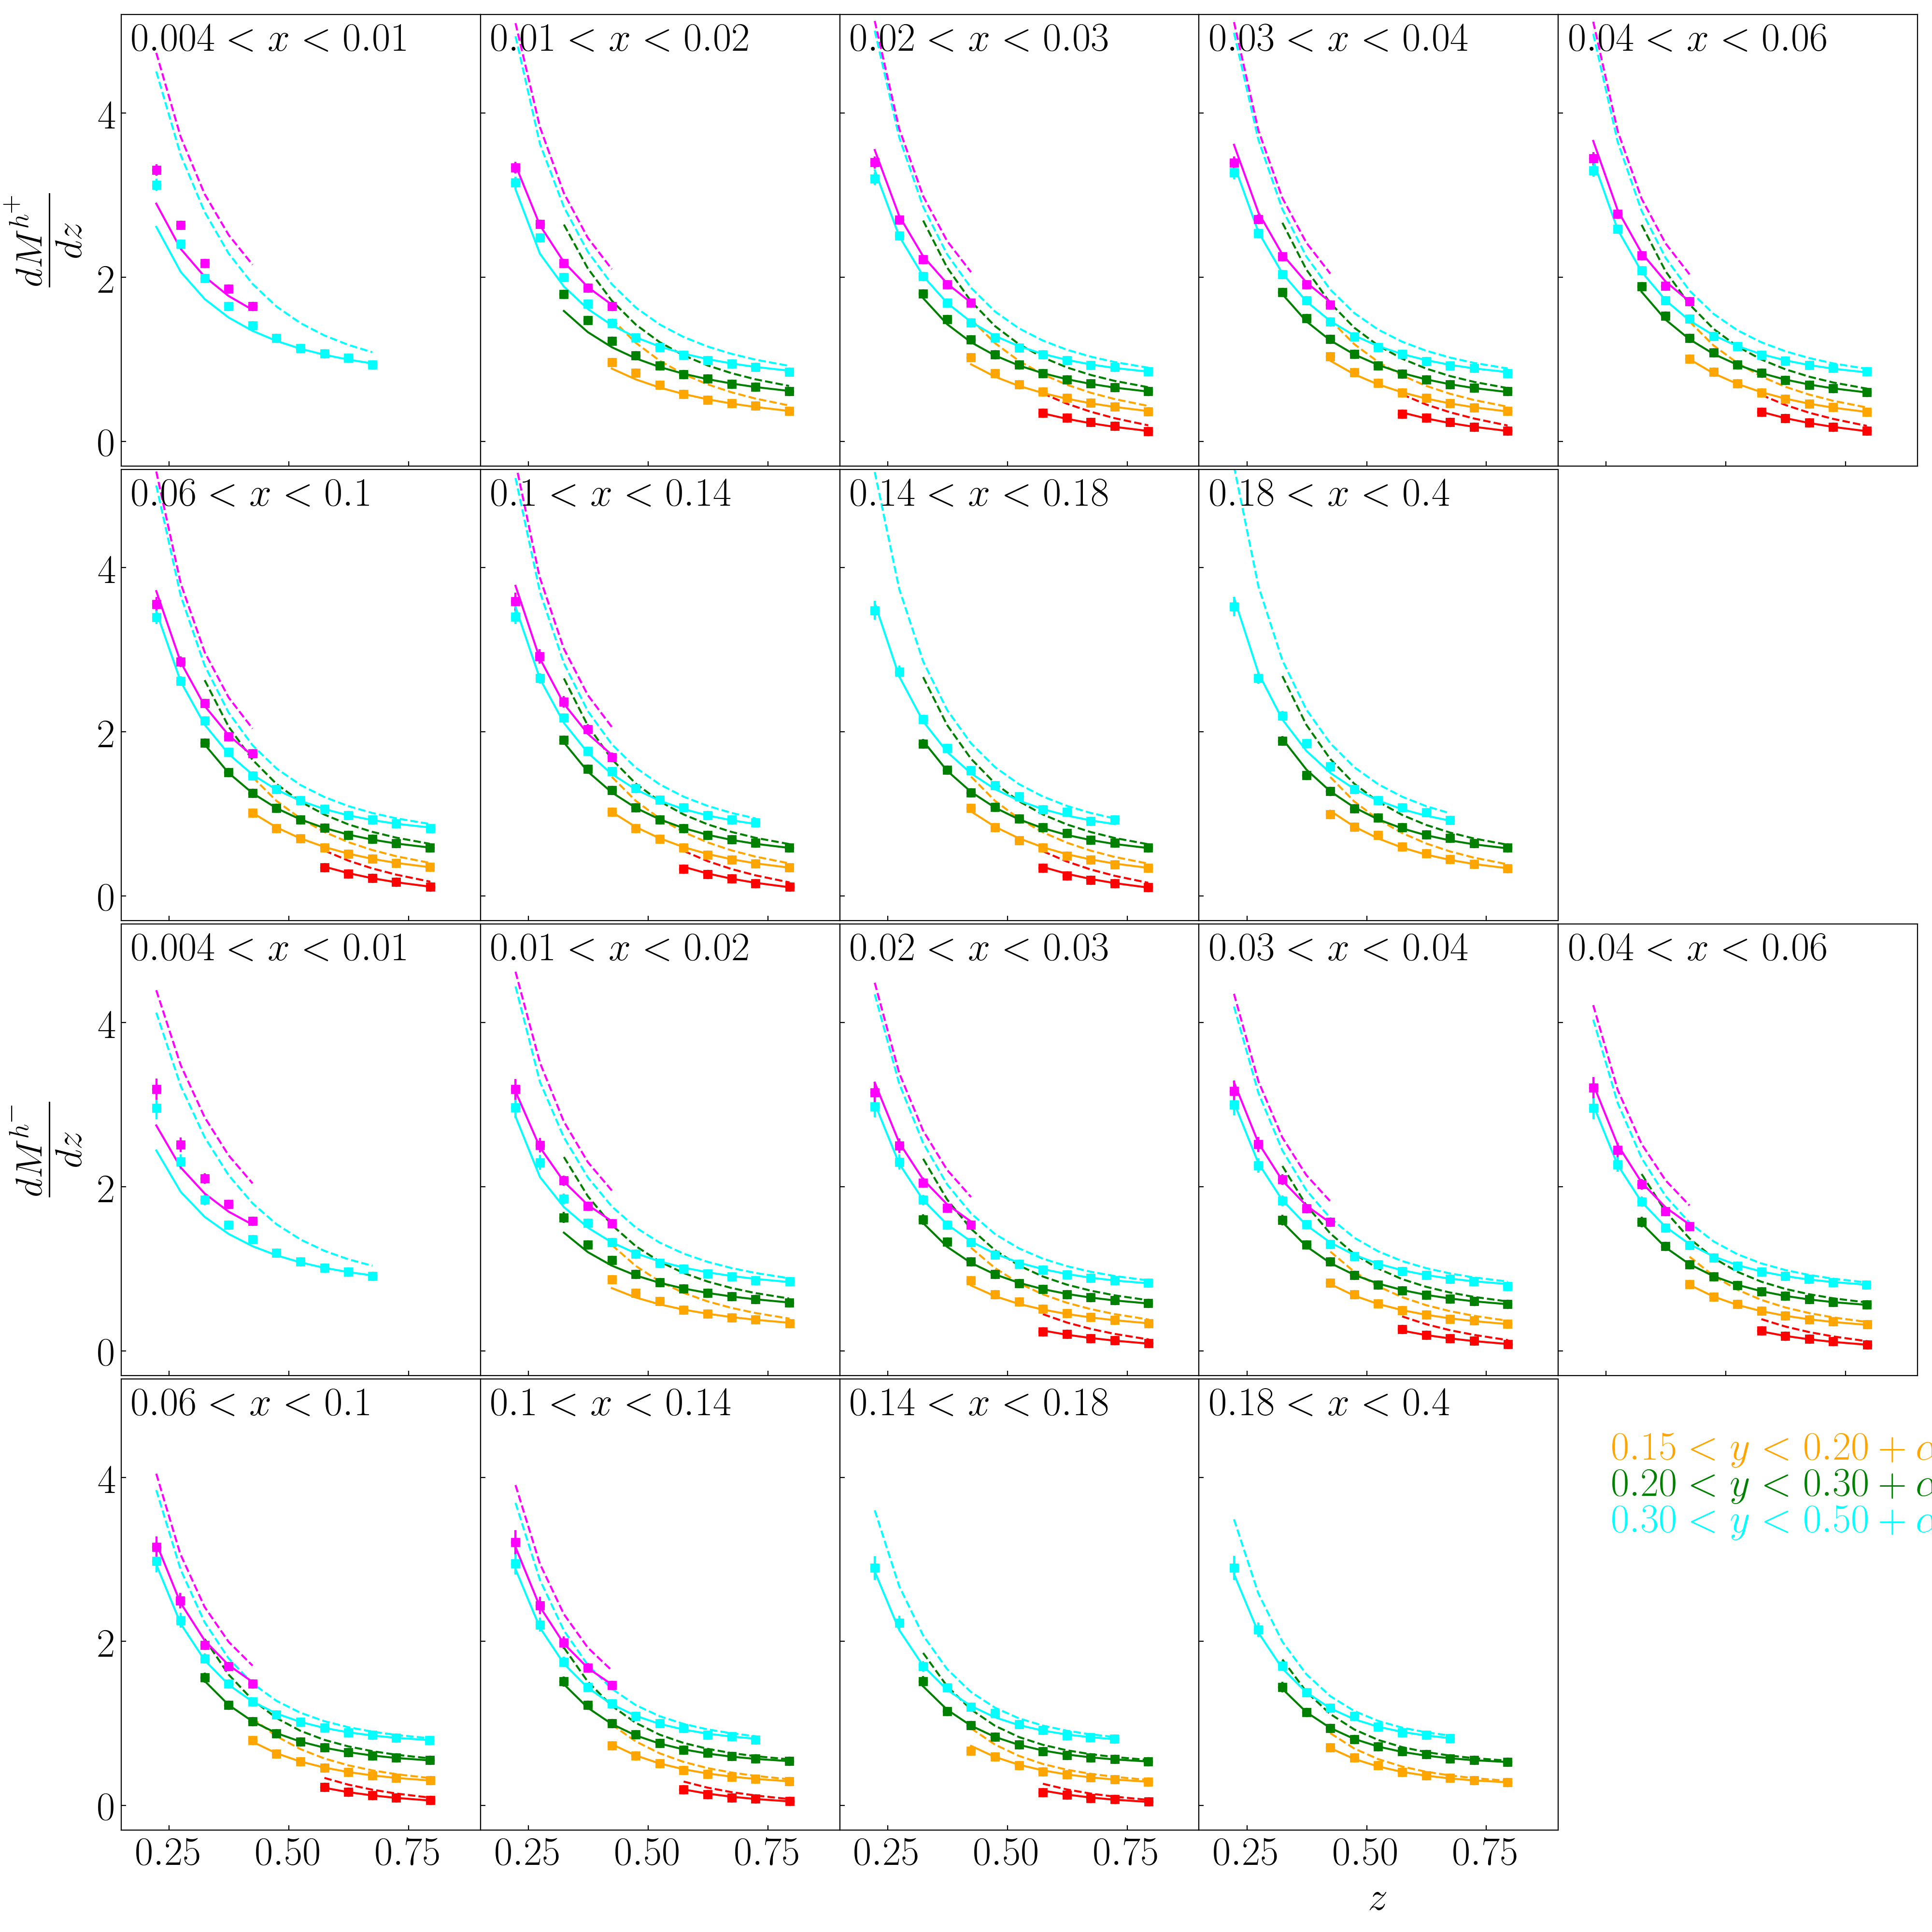 0.004 < x < 0.01
0.01 < x < 0.02
0.02 < x < 0.03
0.03 < x < 0.04
0.04 < x < 0.06
4
2
0
dM^{h^+}
dz
0.06 < x < 0.1
0.1 < x < 0.14
0.14 < x < 0.18
0.18 < x < 0.4
4
2
0
0.004 < x < 0.01
0.01 < x < 0.02
0.02 < x < 0.03
0.03 < x < 0.04
0.04 < x < 0.06
4
2
0
dM^{h^-}
dz
0.06 < x < 0.1
0.1 < x < 0.14
0.14 < x < 0.18
0.18 < x < 0.4
4
2
0
0.15 < y < 0.20 +
0.20 < y < 0.30 +
0.30 < y < 0.50 +
0.25 0.50 0.75
0.25 0.50 0.75
0.25 0.50 0.75
0.25 0.50 0.75
z